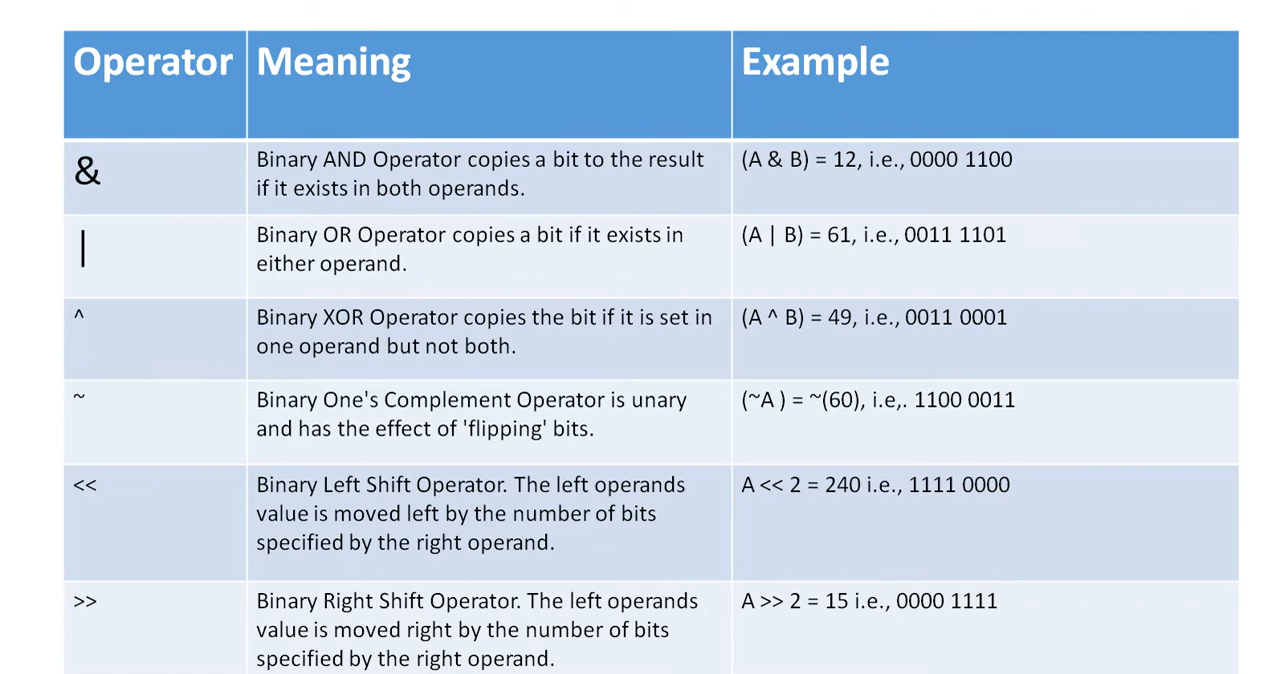 Operator Meaning Example
& Binary AND Operator copies a bit to the result (A & B) = 12, i.e., 0000 1100
if it exists in both operands.
| Binary OR Operator copies a bit if it exists in (A | B) = 61, i.e., 0011 1101
either operand.
^ Binary XOR Operator copies the bit if it is set in (A ^ B) = 49, i.e., 0011 0001
one operand but not both.
~ Binary One's Complement Operator is unary (~A ) = ~(60), i.e,. 1100 0011
and has the effect of 'flipping' bits.
<< Binary Left Shift Operator. The left operands A << 2 = 240 i.e., 1111 0000
value is moved left by the number of bits
specified by the right operand.
>> Binary Right Shift Operator. The left operands A >> 2 = 15 i.e., 0000 1111
value is moved right by the number of bits
specified by the right operand.